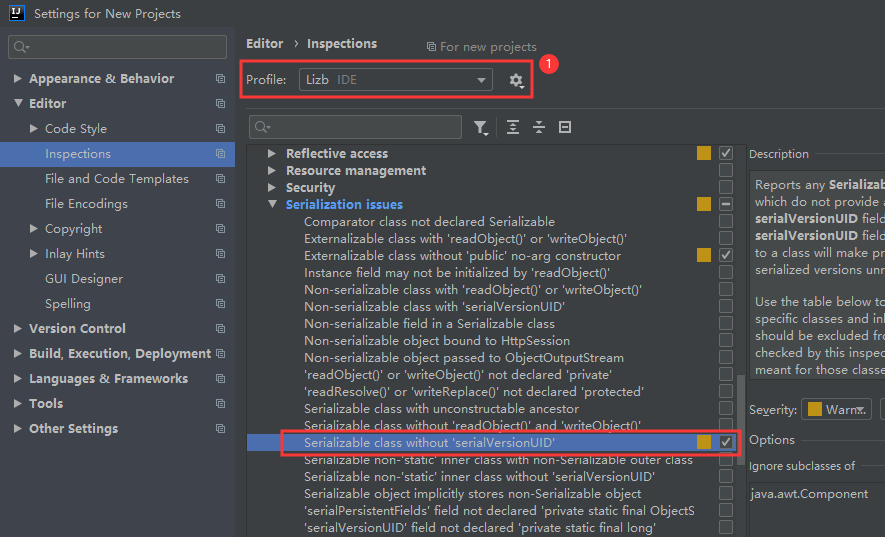 Settings for New Projects
Appearance & Behavior
Editor
Code Style
Inspections
File and Code Templates
File Encodings
Copyright
Inlay Hints
GUI Designer
Spelling
Version Control
Build, Execution, Deployment
Languages & Frameworks
Tools
Other Settings
Editor › Inspections For new projects
Profile: Lizb IDE
1
Reflective access
Resource management
Security
Serialization issues
Comparator class not declared Serializable
Externalizable class with 'readObject()' or 'writeObject()'
Externalizable class without 'public' no-arg constructor
Instance field may not be initialized by 'readObject()'
Non-serializable class with 'readObject()' or 'writeObject()'
Non-serializable class with 'serialVersionUID'
Non-serializable field in a Serializable class
Non-serializable object bound to HttpSession
Non-serializable object passed to ObjectOutputStream
'readObject()' or 'writeObject()' not declared 'private'
'readResolve()' or 'writeReplace()' not declared 'protected'
Serializable class with unconstructable ancestor
Serializable class without 'readObject()' and 'writeObject()'
Serializable class without 'serialVersionUID'
Serializable non-'static' inner class with non-Serializable outer class
Serializable non-'static' inner class without 'serialVersionUID'
Serializable object implicitly stores non-Serializable object
'serialPersistentFields' field not declared 'private static final ObjectS
'serialVersionUID' field not declared 'private static final long'
Description
Reports any Serializab
which do not provide a
serialVersionUID field
serialVersionUID field
to a class will make pr
serialized versions unr
Use the table below to
specific classes and inh
should be excluded fro
checked by this inspec
meant for those classe
Severity: Warn
Options
Ignore subclasses of
java.awt.Component